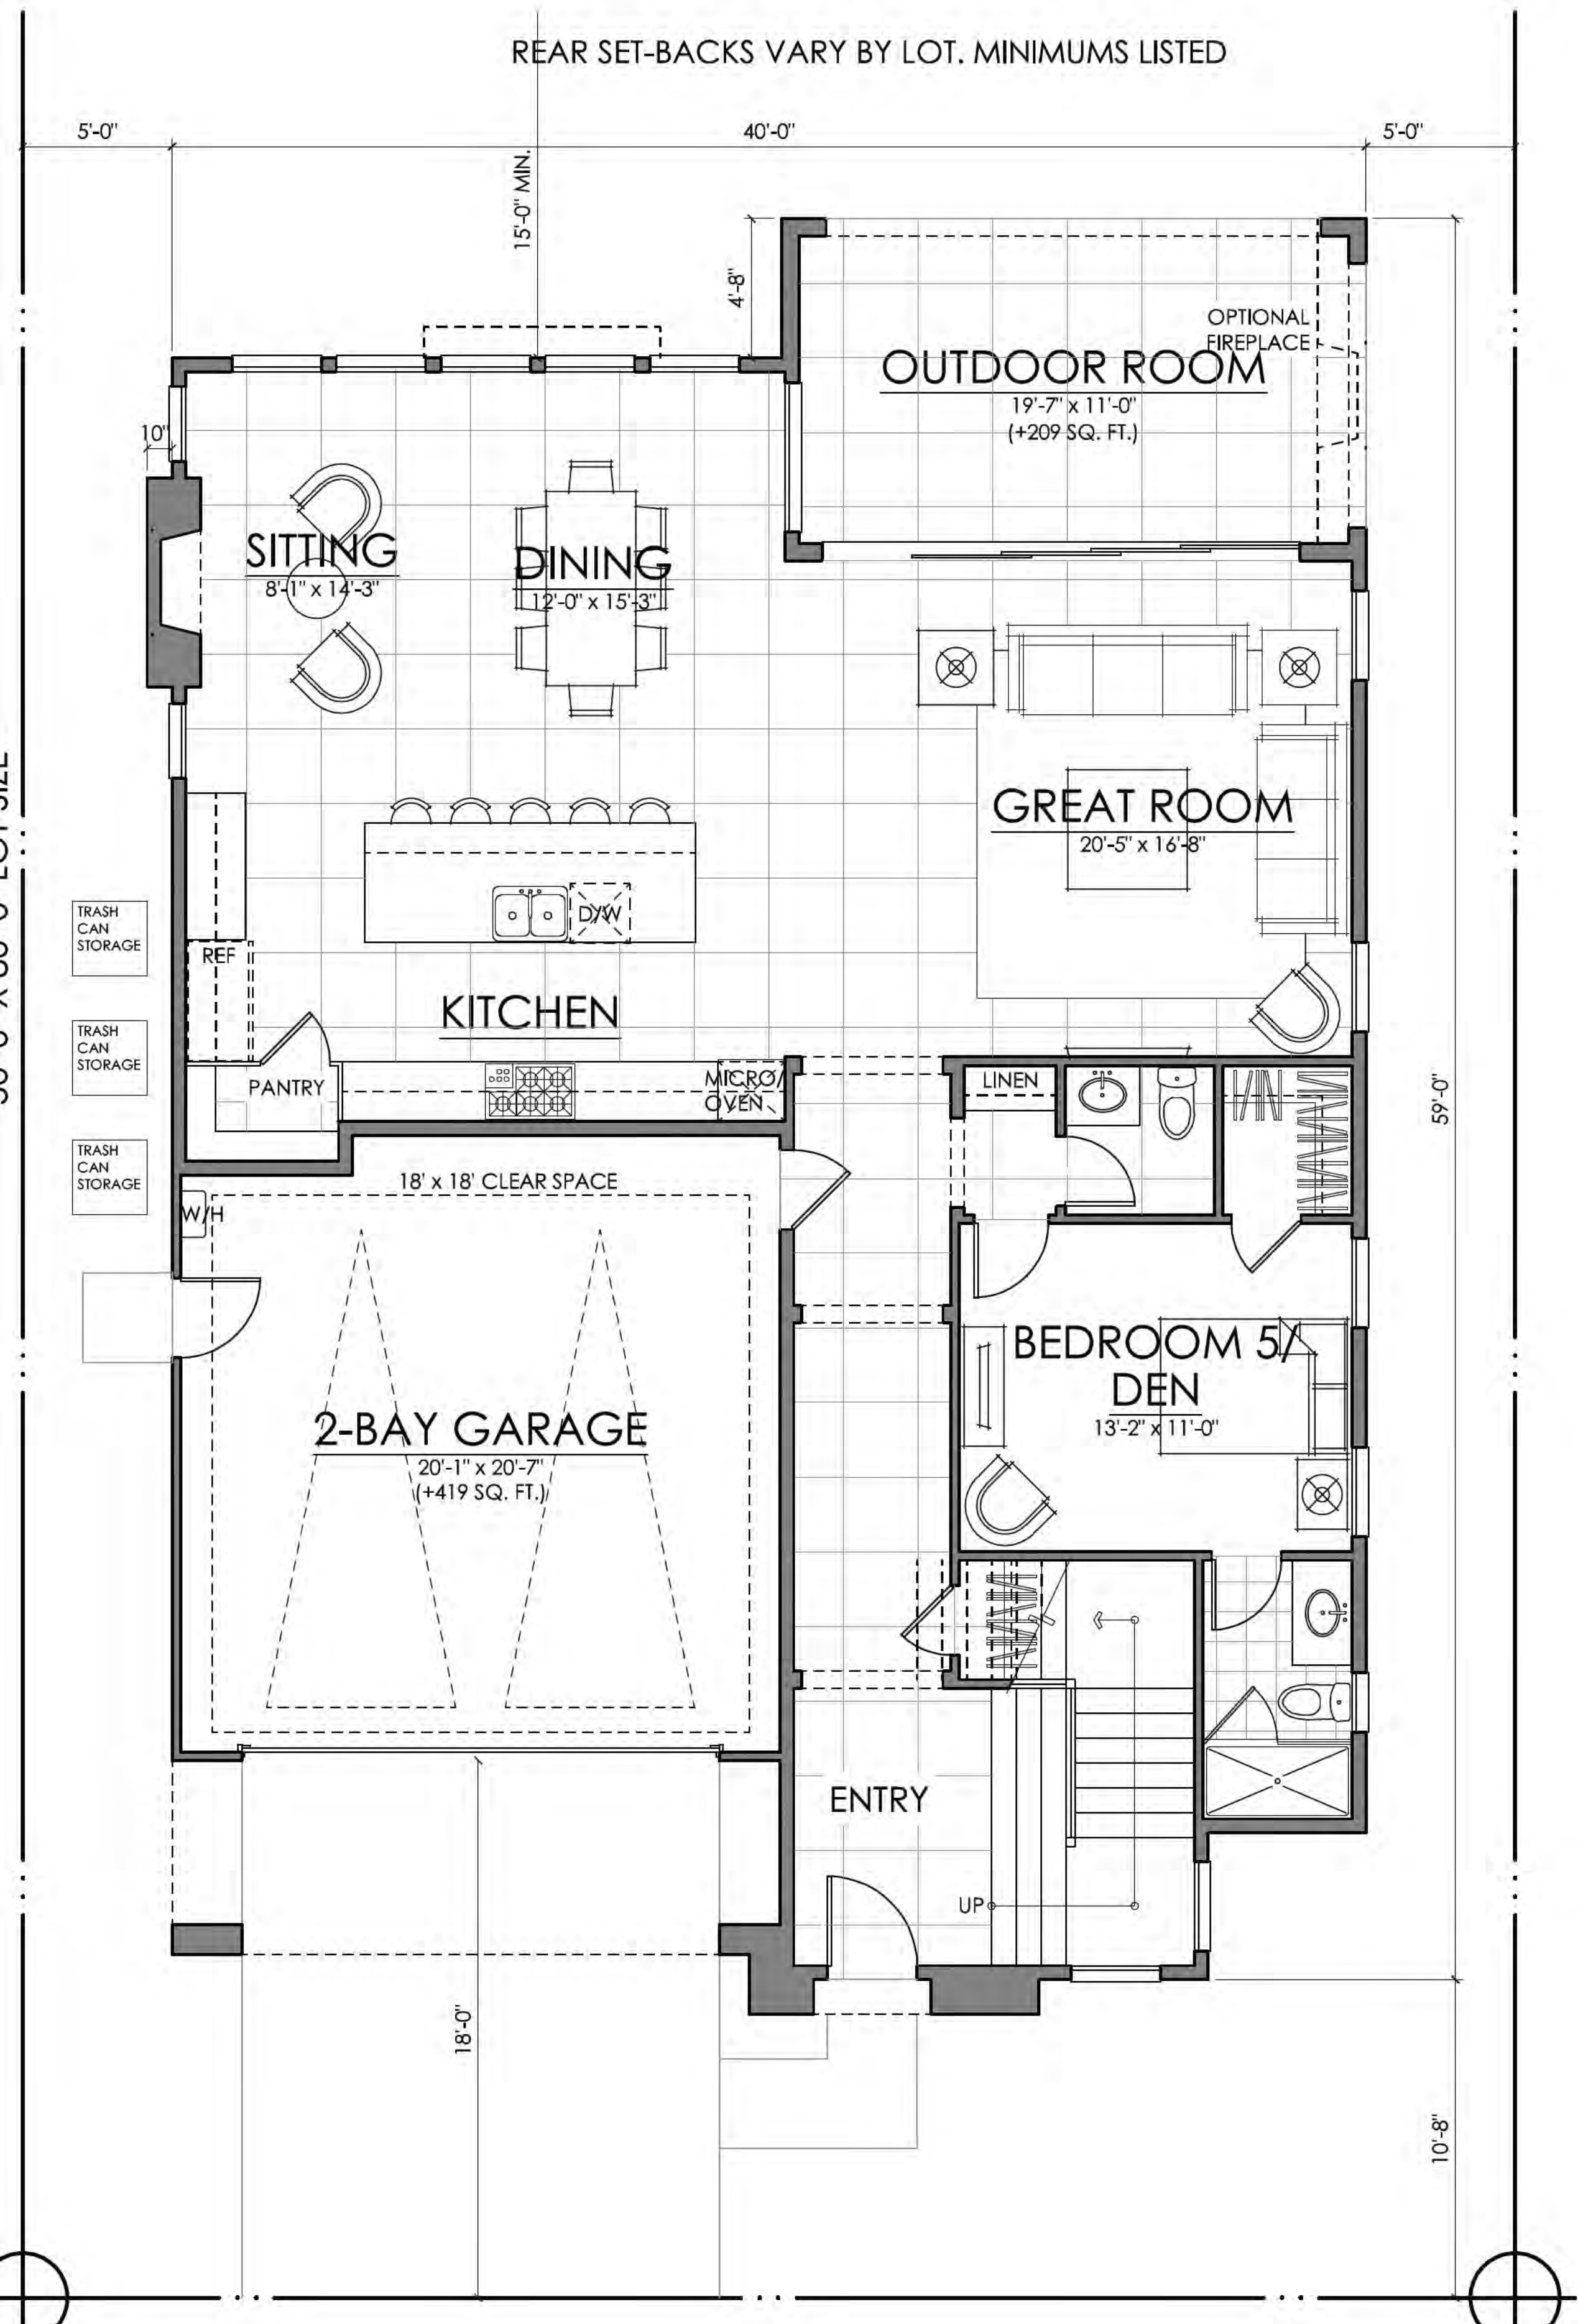 REAR SET-BACKS VARY BY LOT. MINIMUMS LISTED
5'-0"
40'-0"
5'-0"
15'-0" MIN.
4'-8"
OPTIONAL
FIREPLACE
OUTDOOR ROOM
19'-7" x 11'-0"
(+209 SQ. FT.)
10"
SITTING
8'-1" x 14'-3"
DINING
12'-0" x 15'-3"
GREAT ROOM
20'-5" x 16'-8"
LOT SIZE
TRASH
CAN
STORAGE
D/W
REF
KITCHEN
TRASH
CAN
STORAGE
PANTRY
MICRO/
OVEN
LINEN
59'-0"
TRASH
CAN
STORAGE
18' x 18' CLEAR SPACE
W/H
BEDROOM 5/
DEN
13'-2" x 11'-0"
2-BAY GARAGE
20'-1" x 20'-7"
(+419 SQ. FT.)
ENTRY
UP
18'-0"
10'-8"